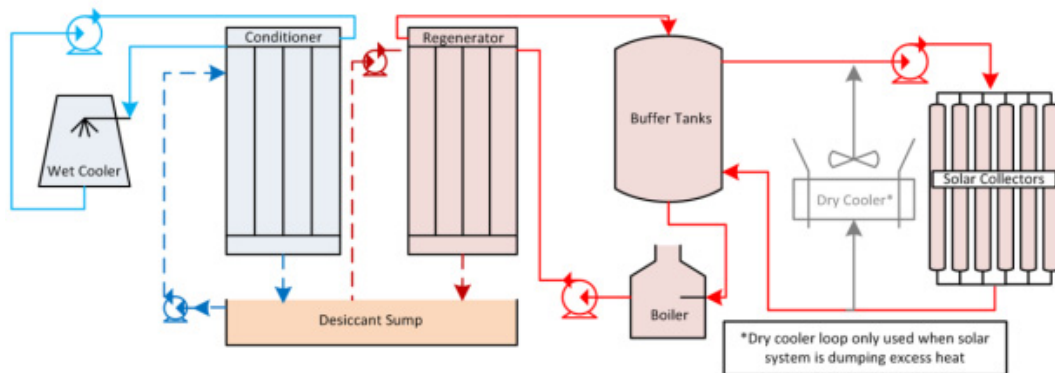 Conditioner
Regenerator
Buffer Tanks
Wet Cooler
Dry Cooler*
Solar Collectors
Desiccant Sump
Boiler
*Dry cooler loop only used when solar
system is dumping excess heat